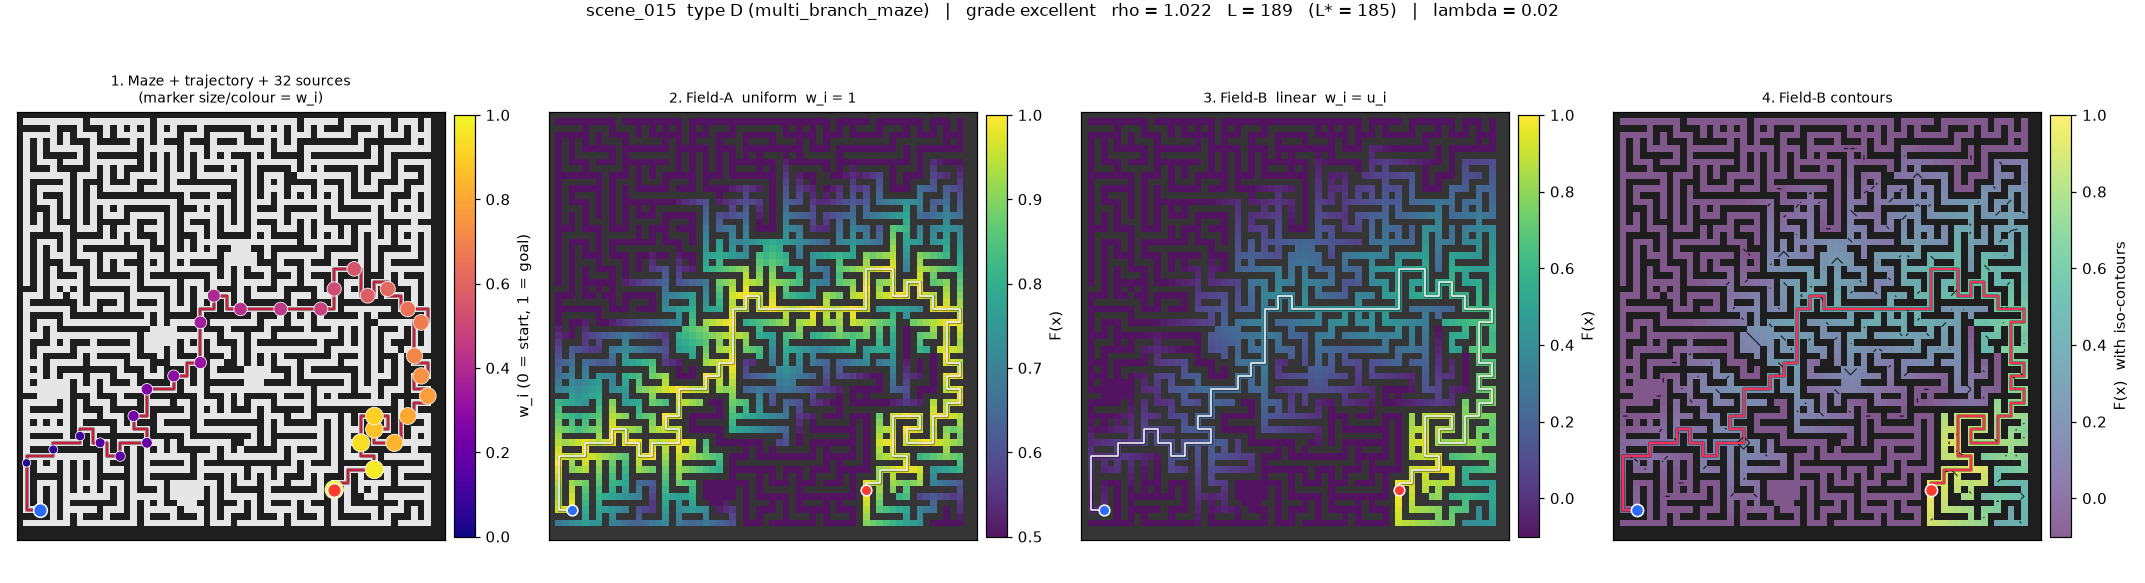 scene_015  type D (multi_branch_maze)   |   grade excellent   rho = 1.022   L = 189   (L* = 185)   |   lambda = 0.02
1. Maze + trajectory + 32 sources
(marker size/colour = w_i)
1.0
0.8
0.6
0.4
0.2
0.0
w_i (0 = start, 1 = goal)
2. Field-A  uniform  w_i = 1
1.0
0.9
0.8
0.7
0.6
0.5
F(x)
3. Field-B  linear  w_i = u_i
1.0
0.8
0.6
0.4
0.2
0.0
F(x)
4. Field-B contours
1.0
0.8
0.6
0.4
0.2
0.0
F(x)   with iso-contours